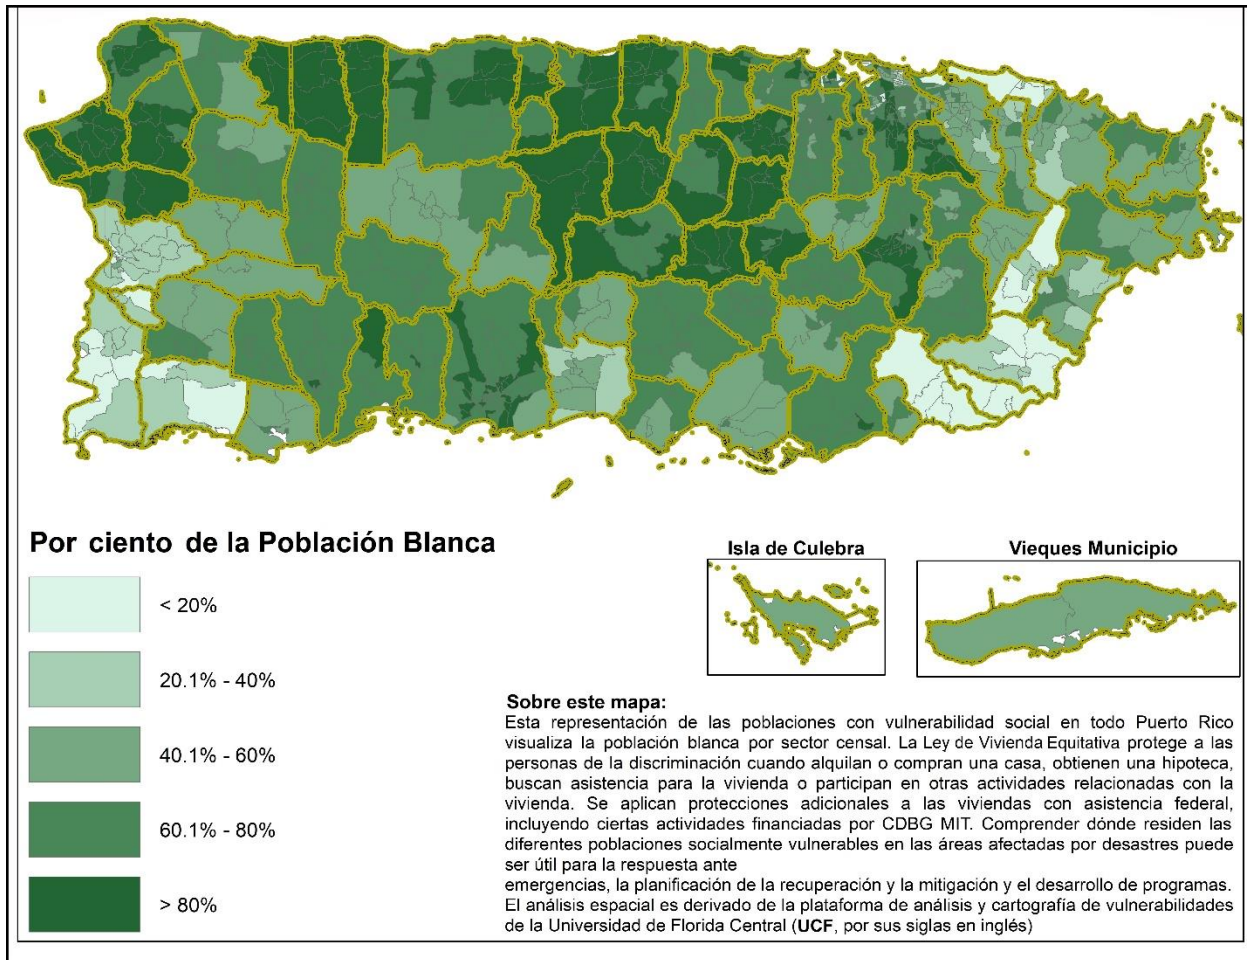 Por ciento de la Población Blanca
< 20%
20.1% - 40%
40.1% - 60%
60.1% - 80%
> 80%
Isla de Culebra
Vieques Municipio
Sobre este mapa:
Esta representación de las poblaciones con vulnerabilidad social en todo Puerto Rico
visualiza la población blanca por sector censal. La Ley de Vivienda Equitativa protege a las
personas de la discriminación cuando alquilan o compran una casa, obtienen una hipoteca,
buscan asistencia para la vivienda o participan en otras actividades relacionadas con la
vivienda. Se aplican protecciones adicionales a las viviendas con asistencia federal,
incluyendo ciertas actividades financiadas por CDBG MIT. Comprender dónde residen las
diferentes poblaciones socialmente vulnerables en las áreas afectadas por desastres puede
ser útil para la respuesta ante
emergencias, la planificación de la recuperación y la mitigación y el desarrollo de programas.
El análisis espacial es derivado de la plataforma de análisis y cartografía de vulnerabilidades
de la Universidad de Florida Central (UCF, por sus siglas en inglés)